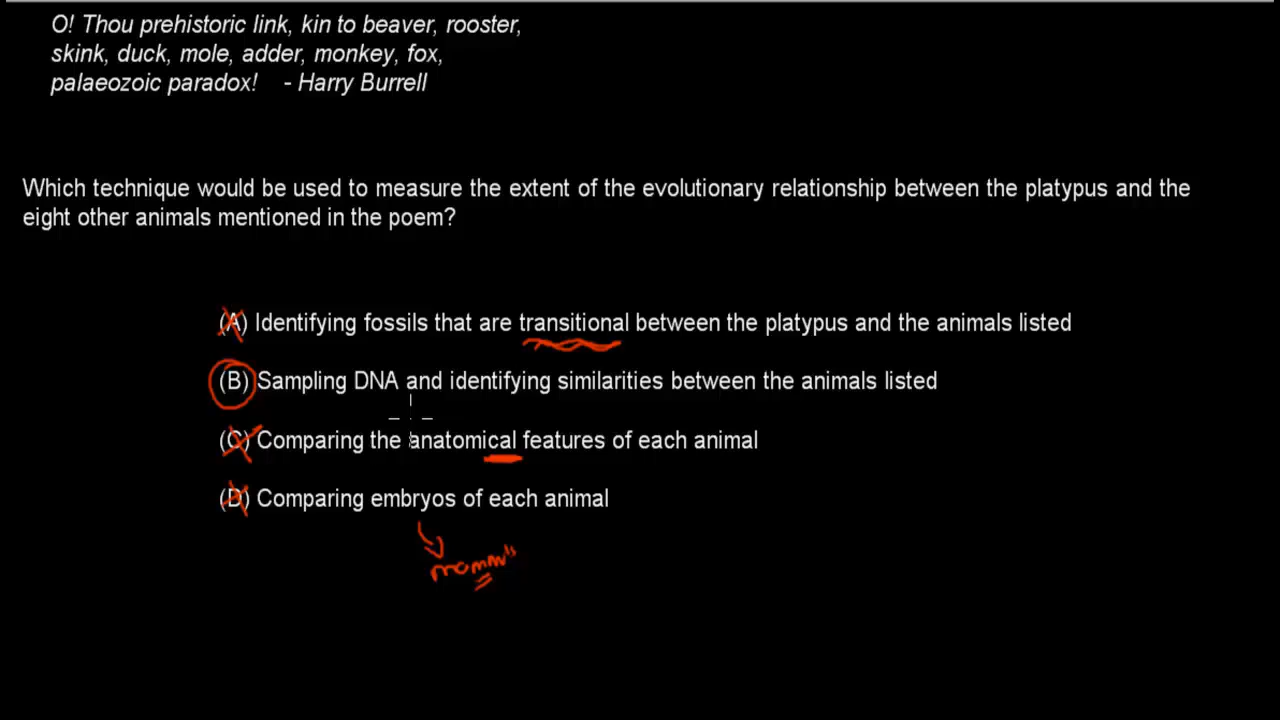 O! Thou prehistoric link, kin to beaver, rooster,
skink, duck, mole, adder, monkey, fox,
palaeozoic paradox! - Harry Burrell
Which technique would be used to measure the extent of the evolutionary relationship between the platypus and the
eight other animals mentioned in the poem?
(A) Identifying fossils that are transitional between the platypus and the animals listed
(B) Sampling DNA and identifying similarities between the animals listed
(C) Comparing the anatomical features of each animal
(D) Comparing embryos of each animal